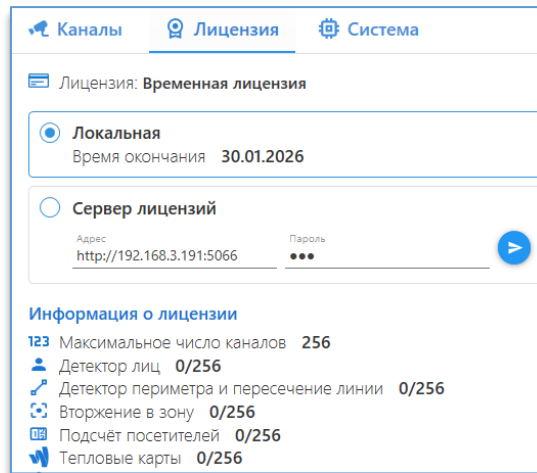 Каналы Лицензия Система
Лицензия: Временная лицензия
Локальная
Время окончания 30.01.2026
Сервер лицензий
Адрес Пароль
http://192.168.3.191:5066 •••
Информация о лицензии
123 Максимальное число каналов 256
Детектор лиц 0/256
Детектор периметра и пересечение линии 0/256
Вторжение в зону 0/256
Подсчёт посетителей 0/256
Тепловые карты 0/256